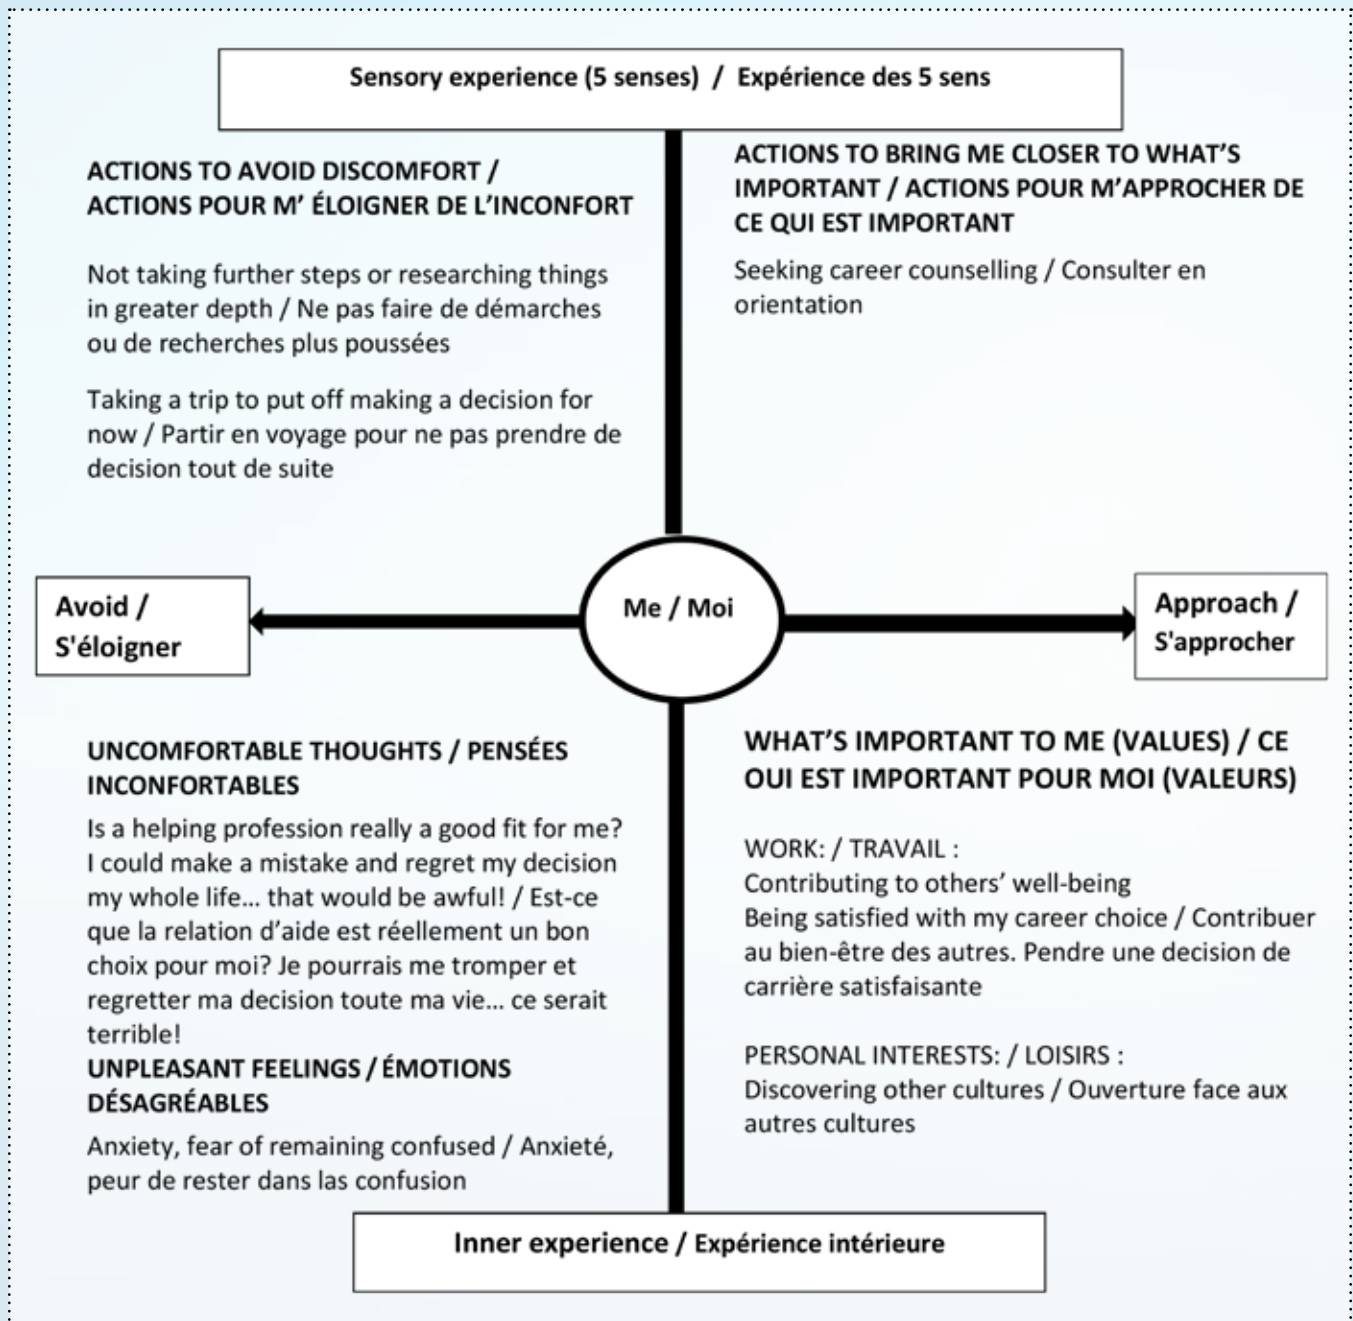 Sensory experience (5 senses) / Expérience des 5 sens
ACTIONS TO AVOID DISCOMFORT /
ACTIONS POUR M’ ÉLOIGNER DE L’INCONFORT
Not taking further steps or researching things
in greater depth / Ne pas faire de démarches
ou de recherches plus poussées
Taking a trip to put off making a decision for
now / Partir en voyage pour ne pas prendre de
decision tout de suite
ACTIONS TO BRING ME CLOSER TO WHAT’S
IMPORTANT / ACTIONS POUR M’APPROCHER DE
CE QUI EST IMPORTANT
Seeking career counselling / Consulter en
orientation
Avoid /
S'éloigner
Me / Moi
Approach /
S'approcher
UNCOMFORTABLE THOUGHTS / PENSÉES
INCONFORTABLES
Is a helping profession really a good fit for me?
I could make a mistake and regret my decision
my whole life… that would be awful! / Est-ce
que la relation d’aide est réellement un bon
choix pour moi? Je pourrais me tromper et
regretter ma decision toute ma vie… ce serait
terrible!
UNPLEASANT FEELINGS / ÉMOTIONS
DÉSAGRÉABLES
Anxiety, fear of remaining confused / Anxieté,
peur de rester dans las confusion
WHAT’S IMPORTANT TO ME (VALUES) / CE
OUI EST IMPORTANT POUR MOI (VALEURS)
WORK: / TRAVAIL :
Contributing to others’ well-being
Being satisfied with my career choice / Contribuer
au bien-être des autres. Pendre une decision de
carrière satisfaisante
PERSONAL INTERESTS: / LOISIRS :
Discovering other cultures / Ouverture face aux
autres cultures
Inner experience / Expérience intérieure